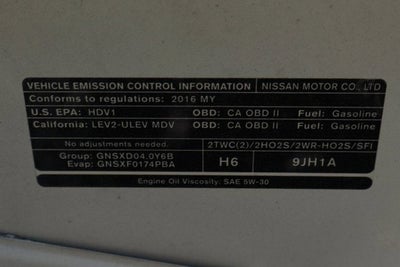 VEHICLE EMISSION CONTROL INFORMATION NISSAN MOTOR CO., LTD
Conforms to regulations: 2016 MY
U.S. EPA: HDV1 OBD: CA OBD II Fuel: Gasoline
California: LEV2-ULEV MDV OBD: CA OBD II Fuel: Gasoline
No adjustments needed. 2TWC(2)/2HO2S/2WR-HO2S/SFI
Group: GNSXD04.0Y6B
Evap: GNSXF0174PBA
H6 9JH1A
Engine Oil Viscosity: SAE 5W-30